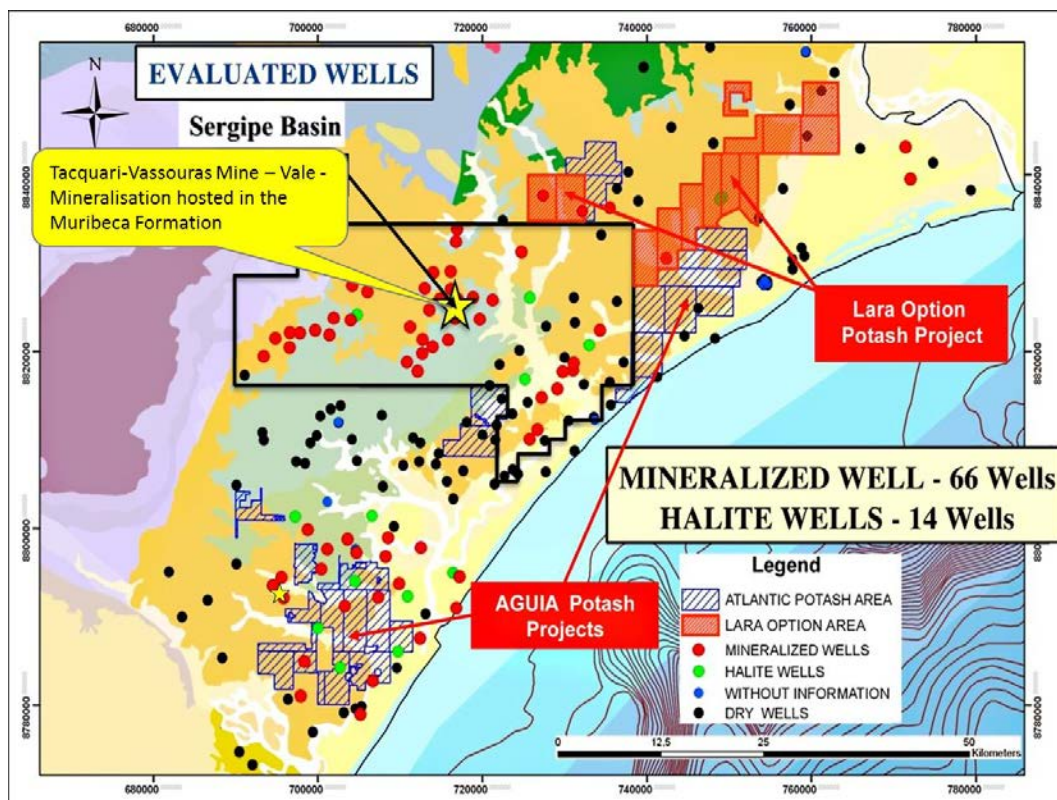 680000 700000 720000 740000 760000 780000
N
EVALUATED WELLS
Sergipe Basin
Tacquari-Vassouras Mine – Vale -
Mineralisation hosted in the
Muribeca Formation
8840000
8840000
Lara Option
Potash Project
8820000
8820000
MINERALIZED WELL - 66 Wells
HALITE WELLS - 14 Wells
8800000
Legend
ATLANTIC POTASH AREA
LARA OPTION AREA
MINERALIZED WELLS
HALITE WELLS
WITHOUT INFORMATION
DRY WELLS
AGUIA Potash
Projects
8780000
8780000
0 12.5 25 50
Kilometers
680000 700000 720000 740000 760000 780000